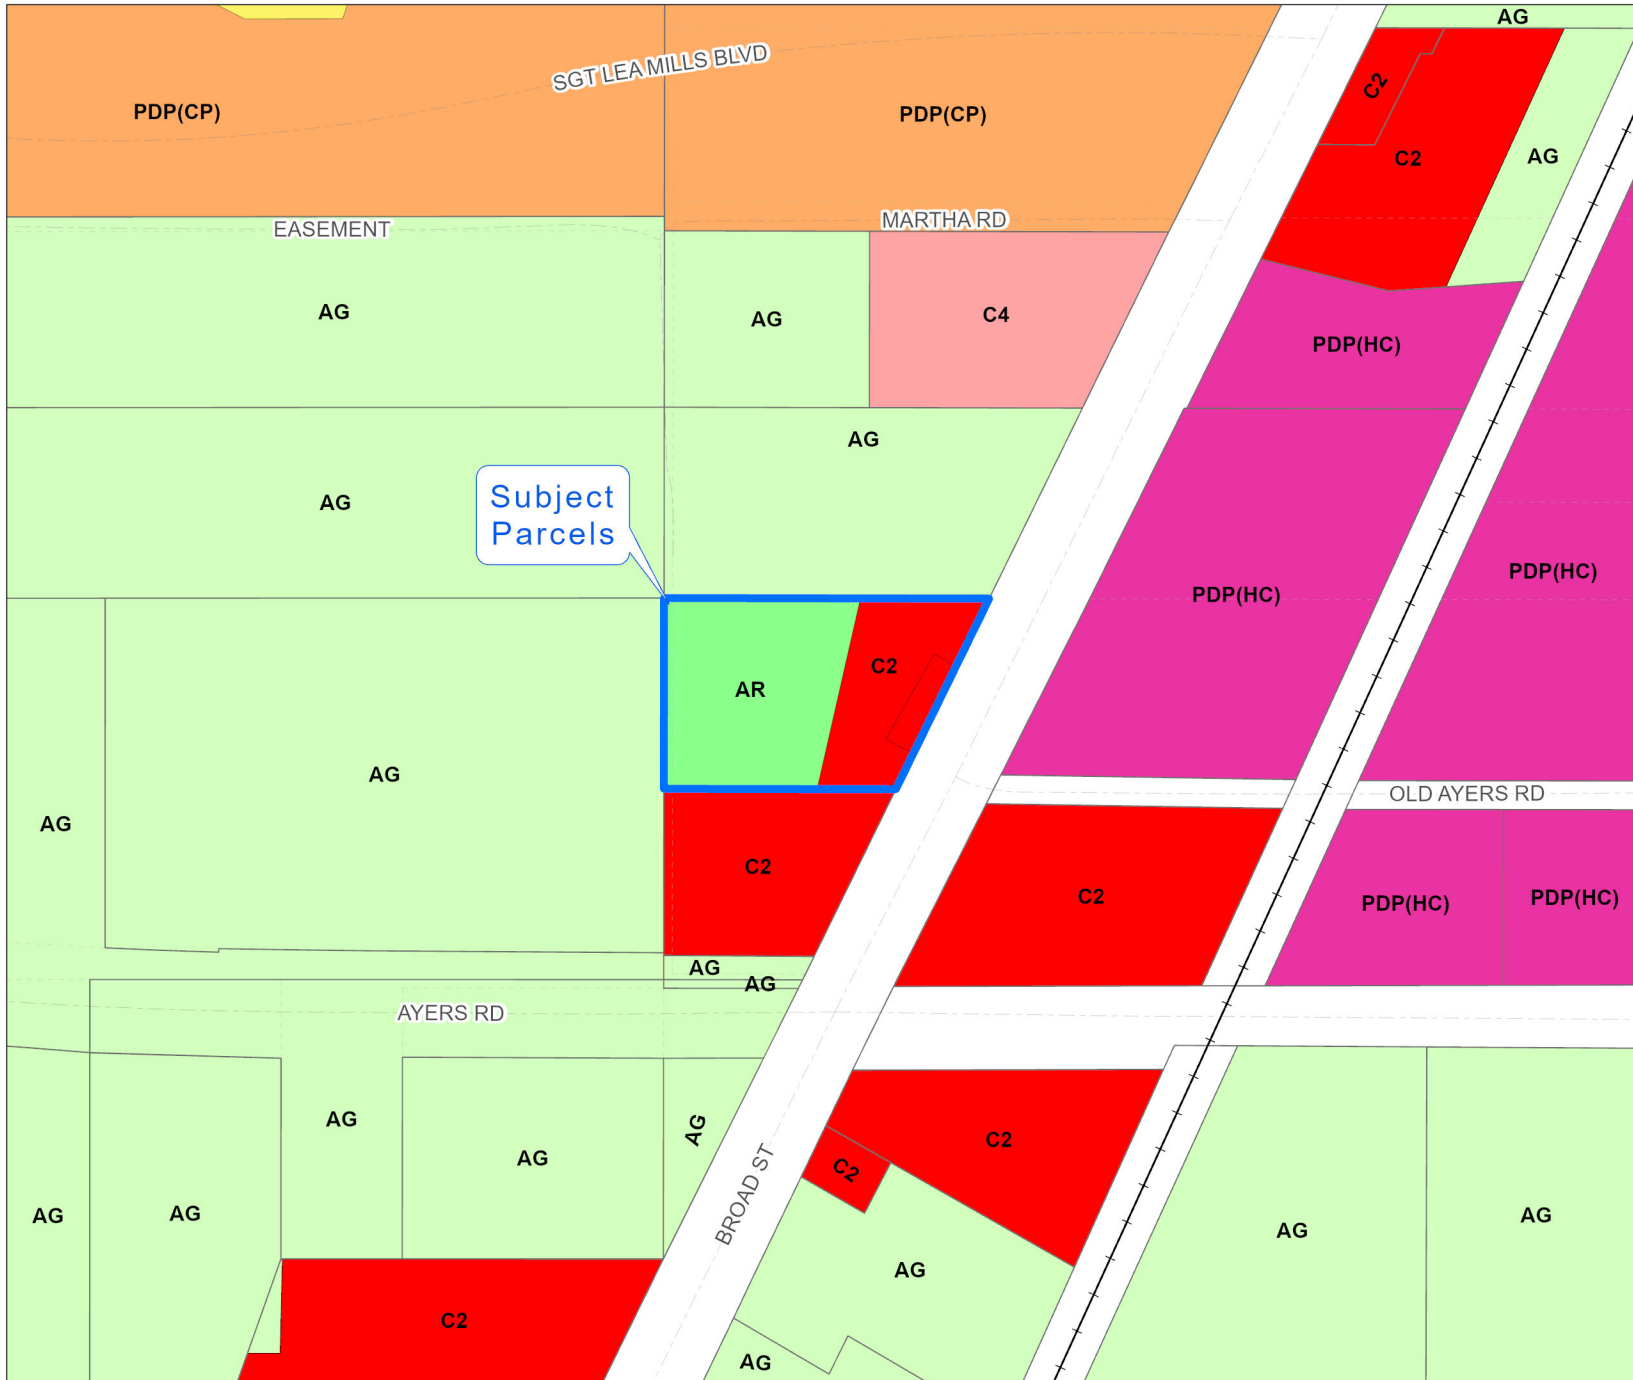 AG
SGT LEA MILLS BLVD
C2
PDP(CP)
PDP(CP)
C2
AG
MARTHA RD
EASEMENT
AG
C4
AG
PDP(HC)
AG
Subject
Parcels
AG
PDP(HC)
PDP(HC)
C2
AR
AG
OLD AYERS RD
AG
C2
C2
PDP(HC)
PDP(HC)
AG
AG
AYERS RD
AG
AG
C2
AG
C2
BROAD ST
AG
AG
AG
AG
AG
C2
AG